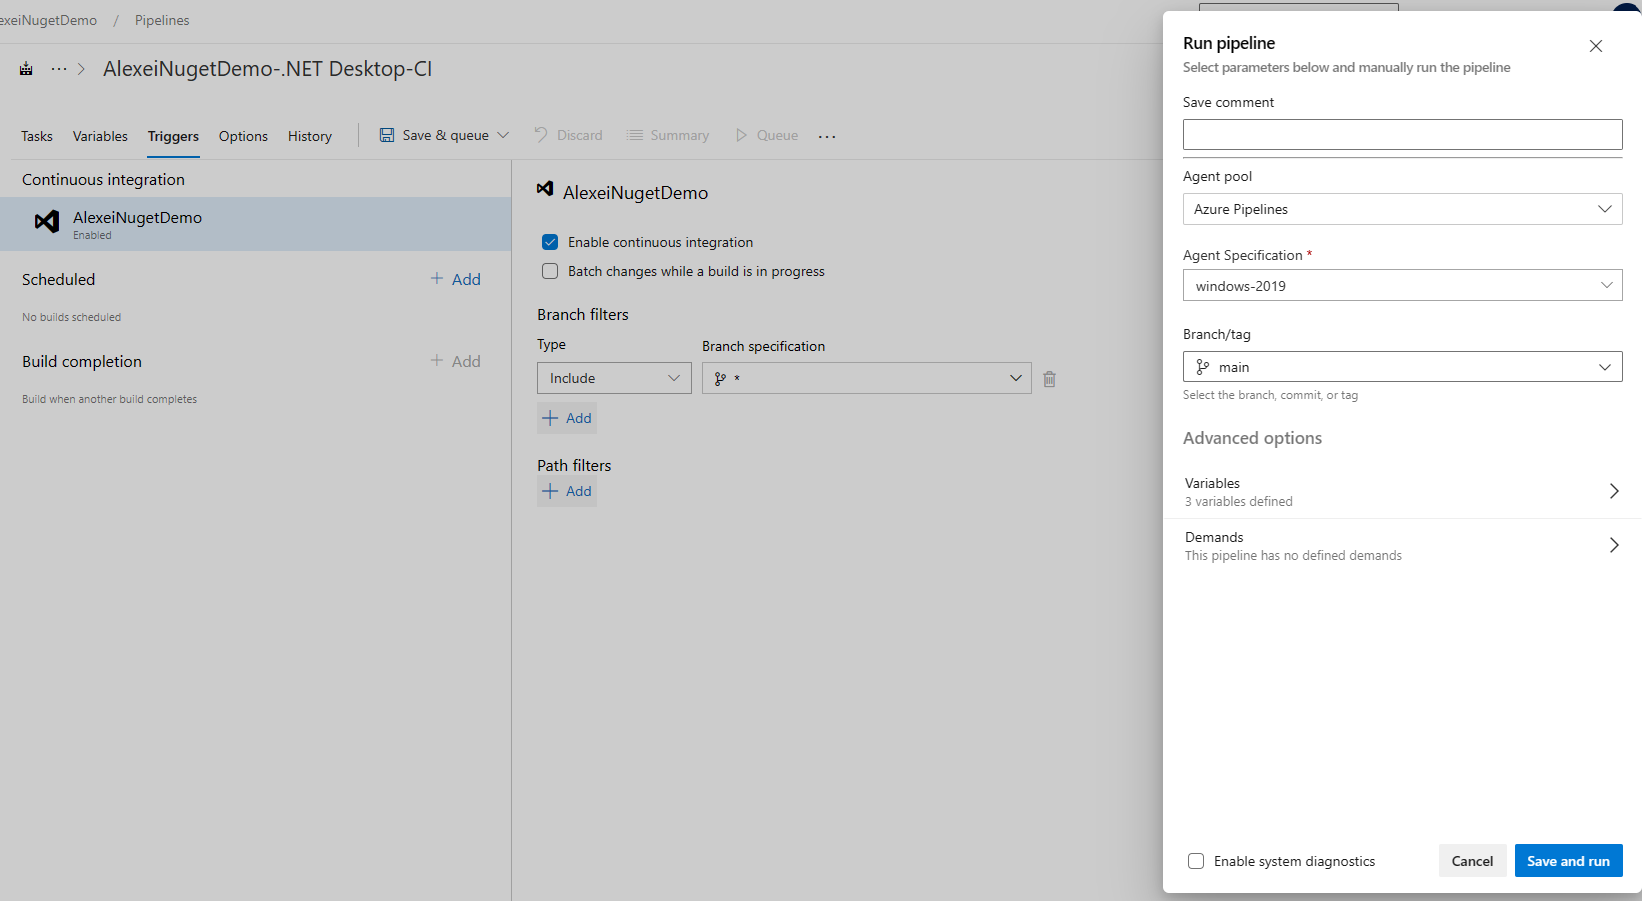 exeiNugetDemo / Pipelines
··· > AlexeiNugetDemo-.NET Desktop-CI
Tasks Variables Triggers Options History Save & queue Discard Summary Queue ···
Continuous integration
AlexeiNugetDemo
Enabled
Scheduled + Add
No builds scheduled
Build completion + Add
Build when another build completes
AlexeiNugetDemo
Enable continuous integration
Batch changes while a build is in progress
Branch filters
Type Branch specification
Include *
+ Add
Path filters
+ Add
Run pipeline
Select parameters below and manually run the pipeline
Save comment
Agent pool
Azure Pipelines
Agent Specification *
windows-2019
Branch/tag
main
Select the branch, commit, or tag
Advanced options
Variables
3 variables defined
Demands
This pipeline has no defined demands
Enable system diagnostics Cancel Save and run